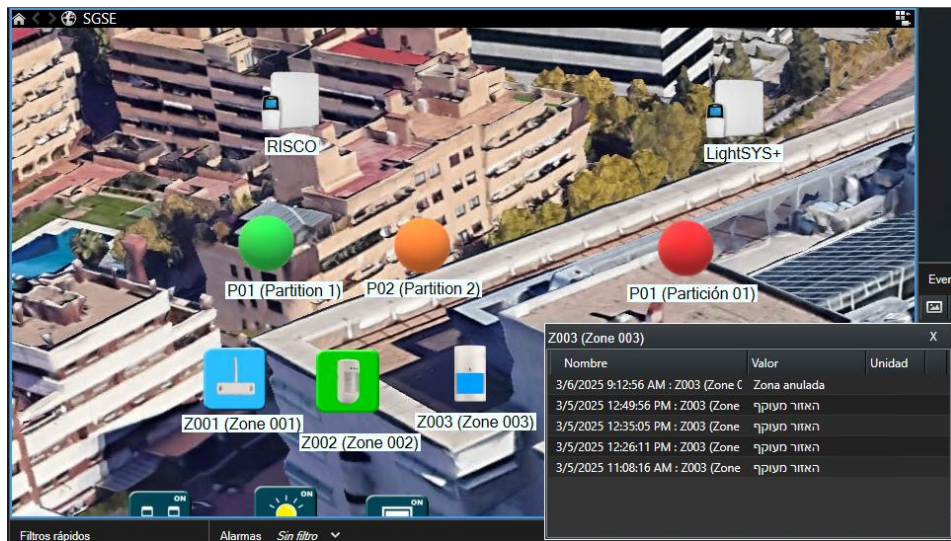 SGSE
RISCO
LightSYS+
P01 (Partition 1)
P02 (Partition 2)
P01 (Partición 01)
Z001 (Zone 001)
Z002 (Zone 002)
Z003 (Zone 003)
ON
ON
ON
Even
Z003 (Zone 003) X
Nombre Valor Unidad
3/6/2025 9:12:56 AM : Z003 (Zone 0 Zona anulada
3/5/2025 12:49:56 PM : Z003 (Zone האזור מעוקף
3/5/2025 12:35:05 PM : Z003 (Zone האזור מעוקף
3/5/2025 12:26:11 PM : Z003 (Zone האזור מעוקף
3/5/2025 11:08:16 AM : Z003 (Zone האזור מעוקף
Filtros rápidos Alarmas Sin filtro